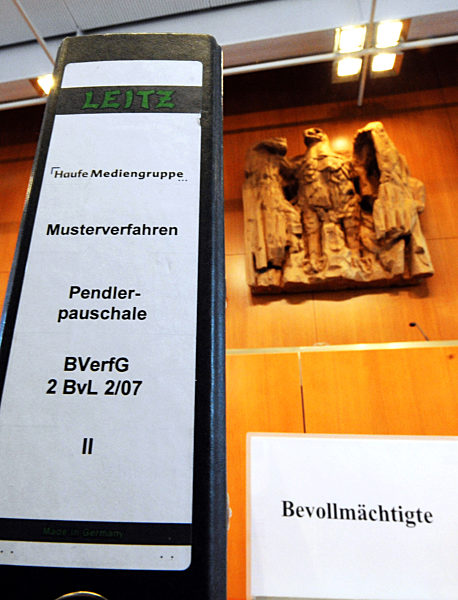 LEITZ
Haufe Mediengruppe
Musterverfahren
Pendler-
pauschale
BVerfG
2 BvL 2/07
II
Made in Germany
Bevollmächtigte